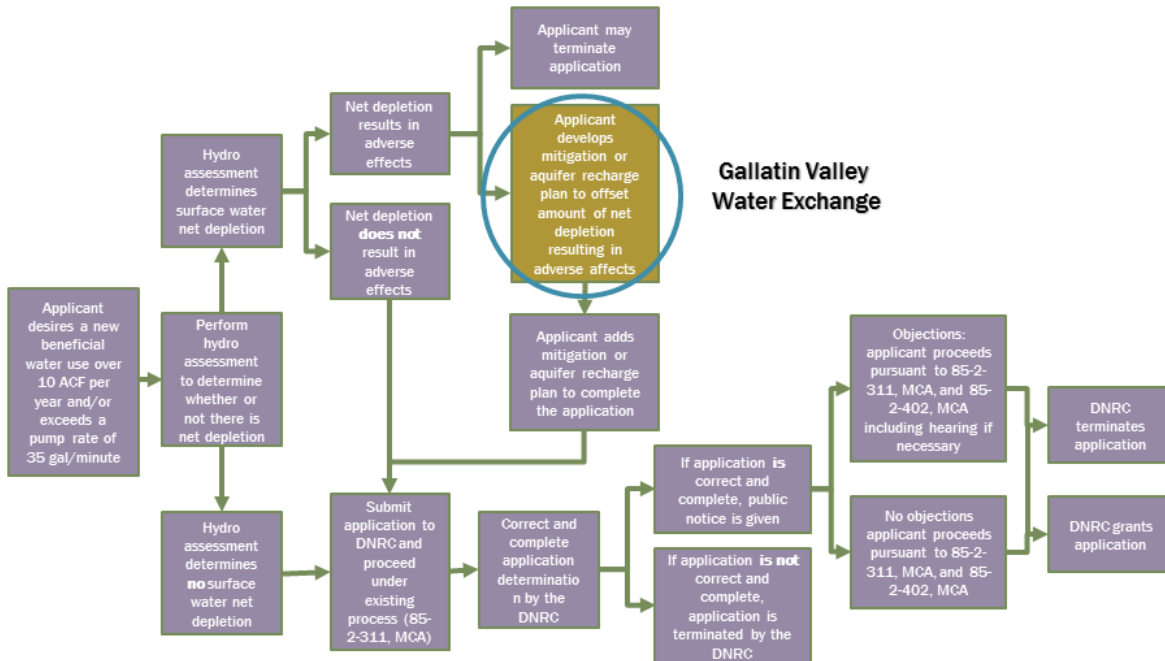 Applicant may
terminate
application
Net depletion
results in
adverse
effects
Applicant
develops
mitigation or
aquifer recharge
plan to offset
amount of net
depletion
resulting in
adverse affects
Gallatin Valley
Water Exchange
Hydro
assessment
determines
surface water
net depletion
Net depletion
does not
result in
adverse
effects
Applicant
desires a new
beneficial
water use over
10 ACF per
year and/or
exceeds a
pump rate of
35 gal/minute
Perform
hydro
assessment
to determine
whether or
not there is
net depletion
Applicant adds
mitigation or
aquifer recharge
plan to complete
the application
Objections:
applicant proceeds
pursuant to 85-2-
311, MCA, and 85-
2-402, MCA
including hearing if
necessary
DNRC
terminates
application
Hydro
assessment
determines
no surface
water net
depletion
Submit
application to
DNRC and
proceed
under
existing
process (85-
2-311, MCA)
Correct and
complete
application
determinatio
n by the
DNRC
If application is
correct and
complete, public
notice is given
If application is not
correct and
complete,
application is
terminated by the
DNRC
No objections
applicant proceeds
pursuant to 85-2-
311, MCA, and 85-
2-402, MCA
DNRC grants
application